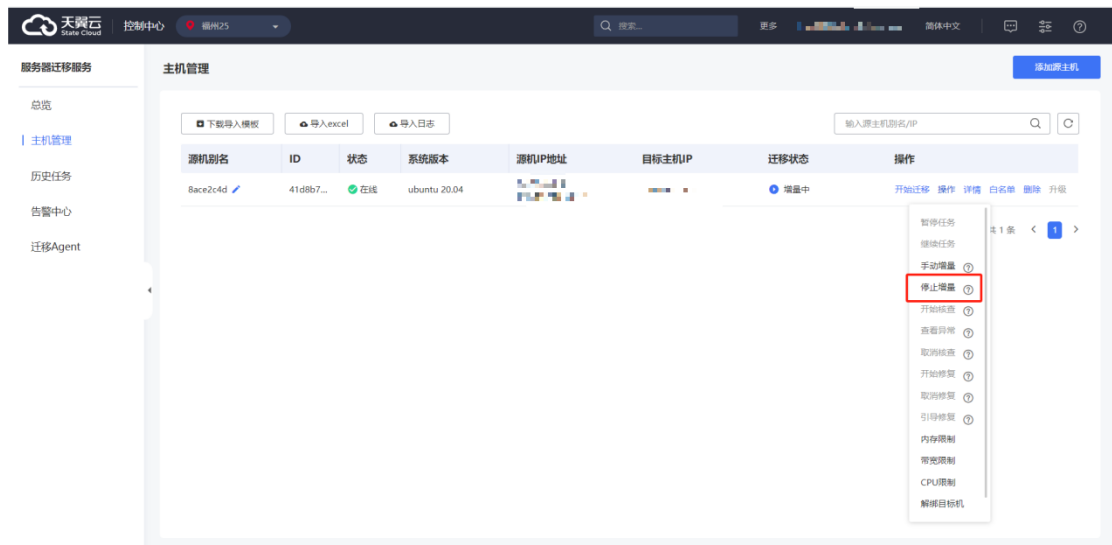 天翼云 State Cloud 控制中心 福州25 搜索... 更多 简体中文
服务器迁移服务
总览
主机管理
历史任务
告警中心
迁移Agent
主机管理 添加源主机
下载导入模板 导入excel 导入日志 输入源主机别名/IP
源机别名 ID 状态 系统版本 源机IP地址 目标主机IP 迁移状态 操作
8ace2c4d 41d8b7... 在线 ubuntu 20.04 增量中 开始迁移 操作 详情 白名单 删除 升级
共 1 条 1
暂停任务
继续任务
手动增量
停止增量
开始核查
查看异常
取消核查
开始修复
取消修复
引导修复
内存限制
带宽限制
CPU限制
解绑目标机